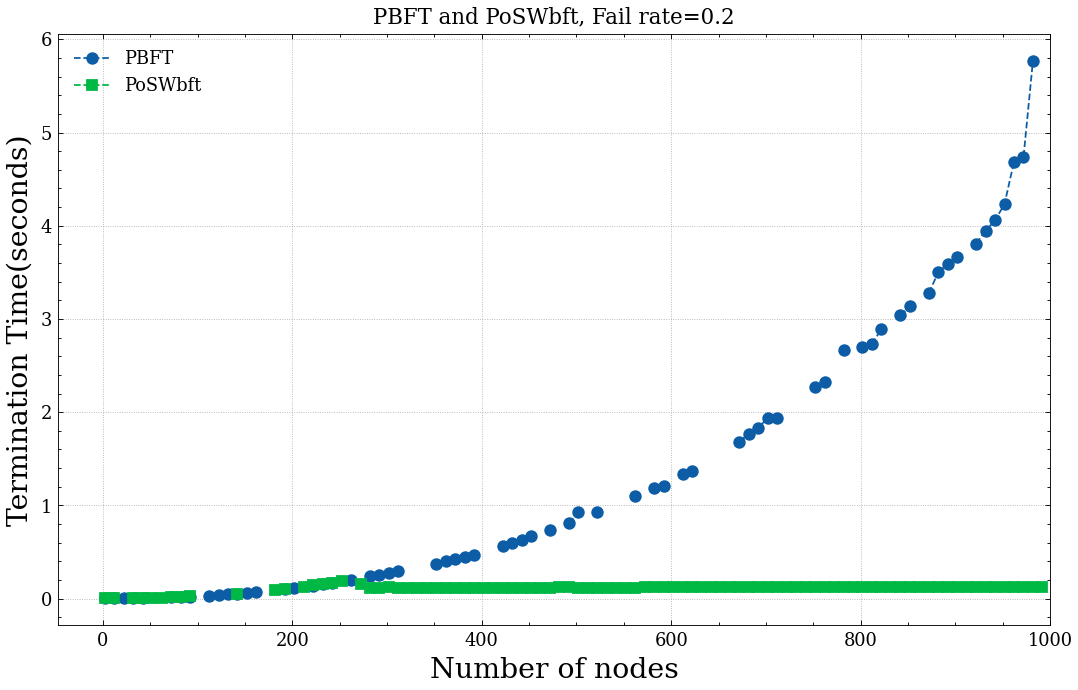 PBFT and PoSWbft, Fail rate=0.2
PBFT
PoSWbft
Termination Time(seconds)
6
5
4
3
2
1
0
0 200 400 600 800 1000
Number of nodes